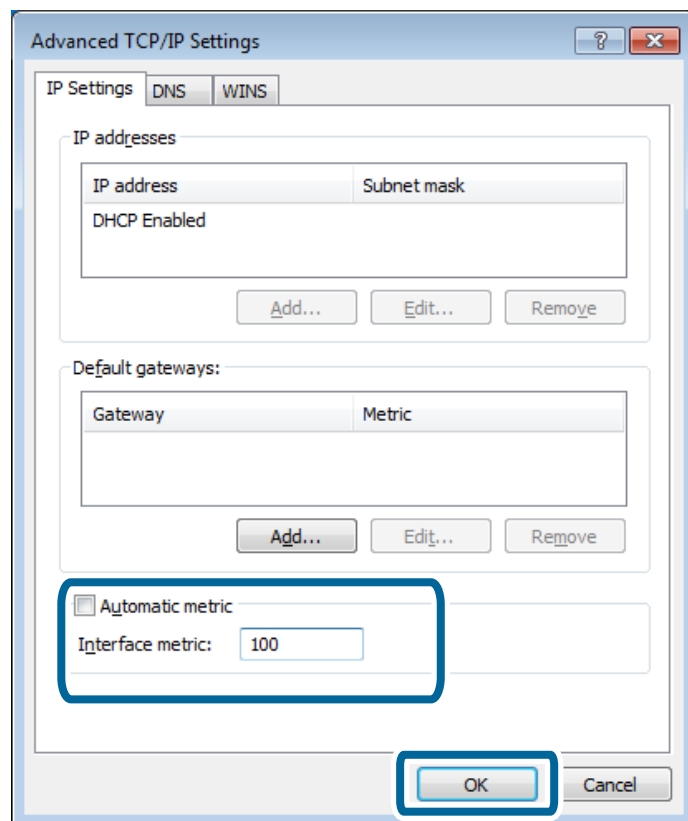 Advanced TCP/IP Settings
IP Settings DNS WINS
IP addresses
IP address Subnet mask
DHCP Enabled
Add... Edit... Remove
Default gateways:
Gateway Metric
Add... Edit... Remove
Automatic metric
Interface metric: 100
OK Cancel